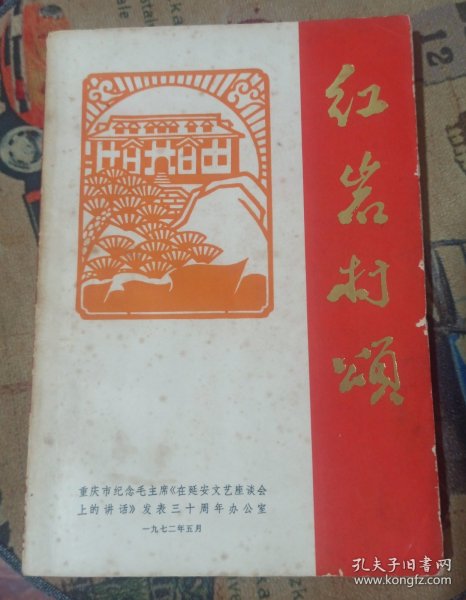 红岩村颂
重庆市纪念毛主席《在延安文艺座谈会
上的讲话》发表三十周年办公室
一九七二年五月
12
孔夫子旧书网
www.kongfz.com